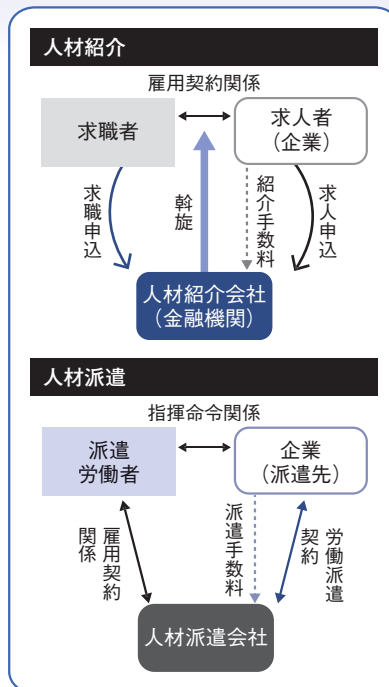 人材紹介
雇用契約関係
求職者
求人者
（企業）
求職申込
斡旋
紹介手数料
求人申込
人材紹介会社
（金融機関）
人材派遣
指揮命令関係
派遣
労働者
企業
（派遣先）
雇用契約
関係
派遣手数料
労働派遣
契約
人材派遣会社